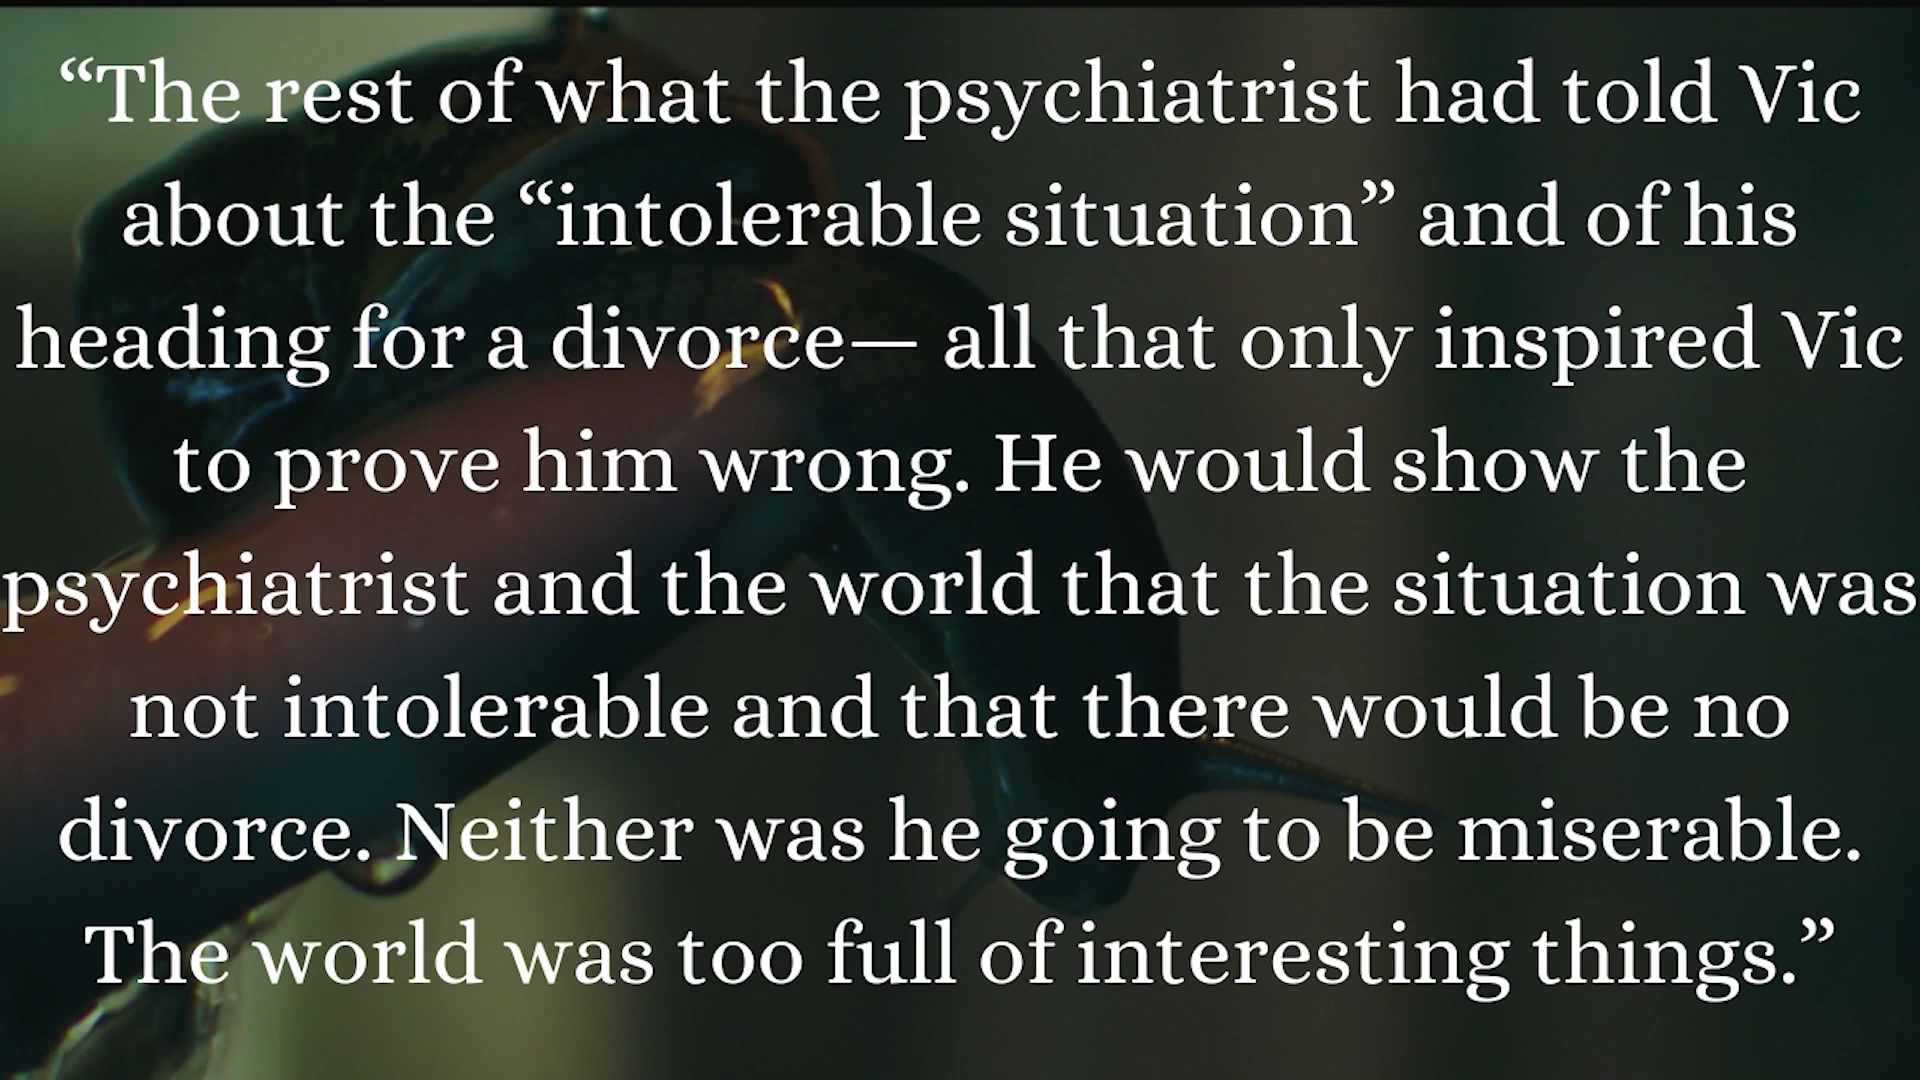 “The rest of what the psychiatrist had told Vic
about the “intolerable situation” and of his
heading for a divorce— all that only inspired Vic
to prove him wrong. He would show the
psychiatrist and the world that the situation was
not intolerable and that there would be no
divorce. Neither was he going to be miserable.
The world was too full of interesting things.”